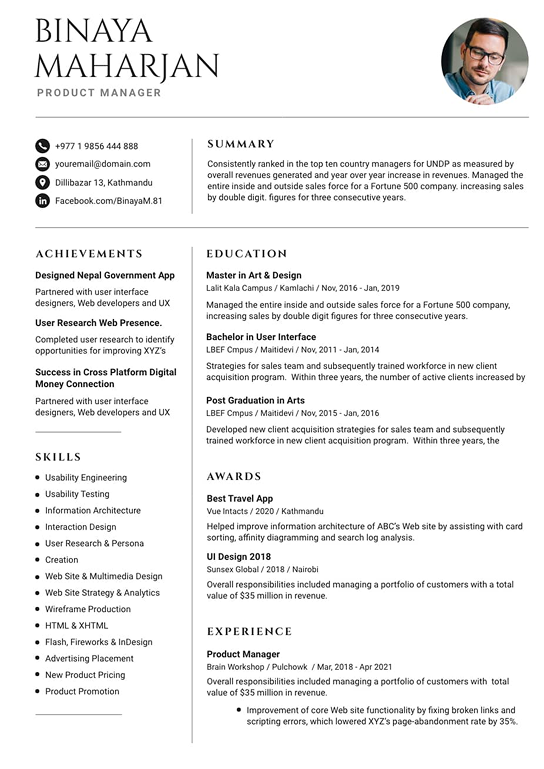 BINAYA
MAHARJAN
PRODUCT MANAGER
+977 1 9856 444 888
youremail@domain.com
Dillibazar 13, Kathmandu
Facebook.com/BinayaM.81
SUMMARY
Consistently ranked in the top ten country managers for UNDP as measured by
overall revenues generated and year over year increase in revenues. Managed the
entire inside and outside sales force for a Fortune 500 company. increasing sales
by double digit. figures for three consecutive years.
ACHIEVEMENTS
Designed Nepal Government App
Partnered with user interface
designers, Web developers and UX
User Research Web Presence.
Completed user research to identify
opportunities for improving XYZ's
Success in Cross Platform Digital
Money Connection
Partnered with user interface
designers, Web developers and UX
SKILLS
Usability Engineering
Usability Testing
Information Architecture
Interaction Design
User Research & Persona
Creation
Web Site & Multimedia Design
Web Site Strategy & Analytics
Wireframe Production
HTML & XHTML
Flash, Fireworks & InDesign
Advertising Placement
New Product Pricing
Product Promotion
EDUCATION
Master in Art & Design
Lalit Kala Campus / Kamlachi / Nov, 2016 - Jan, 2019
Managed the entire inside and outside sales force for a Fortune 500 company,
increasing sales by double digit figures for three consecutive years.
Bachelor in User Interface
LBEF Cmpus / Maitidevi / Nov, 2011 - Jan, 2014
Strategies for sales team and subsequently trained workforce in new client
acquisition program. Within three years, the number of active clients increased by
Post Graduation in Arts
LBEF Cmpus / Maitidevi / Nov, 2015 - Jan, 2016
Developed new client acquisition strategies for sales team and subsequently
trained workforce in new client acquisition program. Within three years, the
AWARDS
Best Travel App
Vue Intacts / 2020 / Kathmandu
Helped improve information architecture of ABC's Web site by assisting with card
sorting, affinity diagramming and search log analysis.
UI Design 2018
Sunsex Global / 2018 / Nairobi
Overall responsibilities included managing a portfolio of customers with a total
value of $35 million in revenue.
EXPERIENCE
Product Manager
Brain Workshop / Pulchowk / Mar, 2018 - Apr 2021
Overall responsibilities included managing a portfolio of customers with total
value of $35 million in revenue.
Improvement of core Web site functionality by fixing broken links and
scripting errors, which lowered XYZ's page-abandonment rate by 35%.